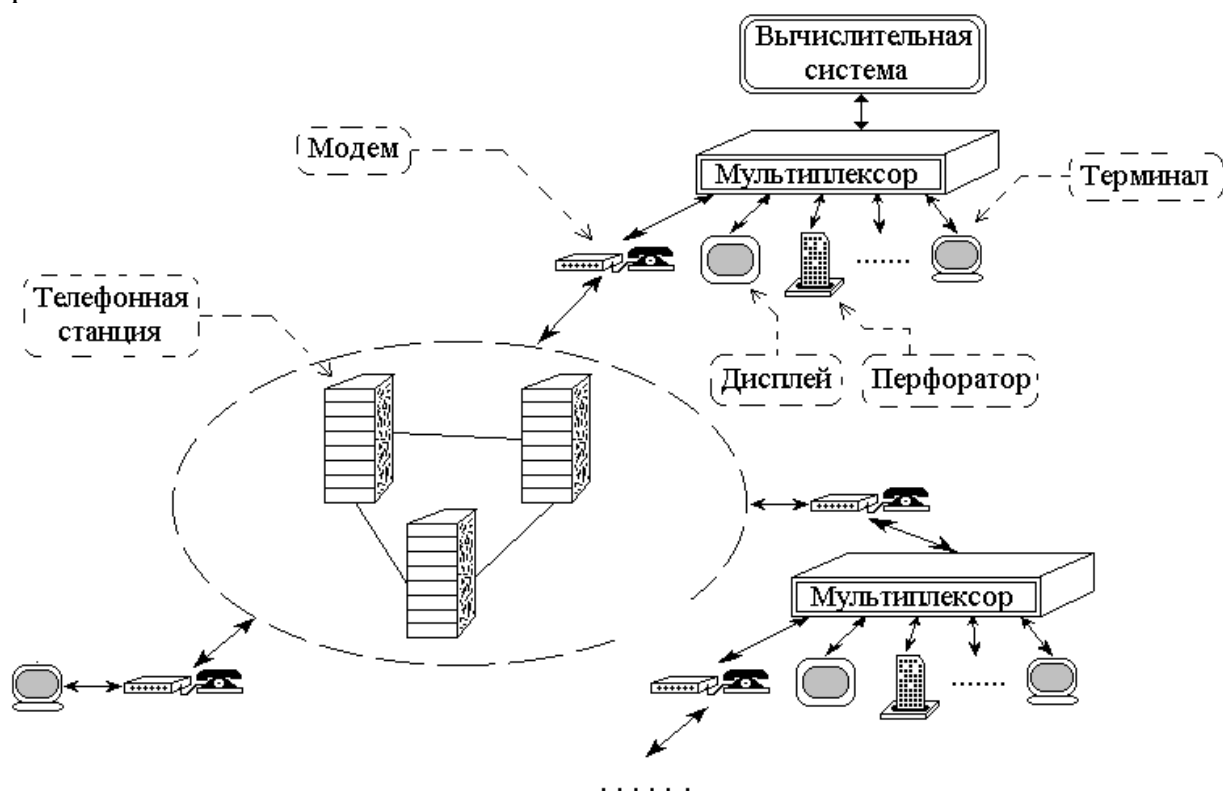 Вычислительная
система
Модем
Мультиплексор
Терминал
.......
Телефонная
станция
Дисплей
Перфоратор
Мультиплексор
.......
......